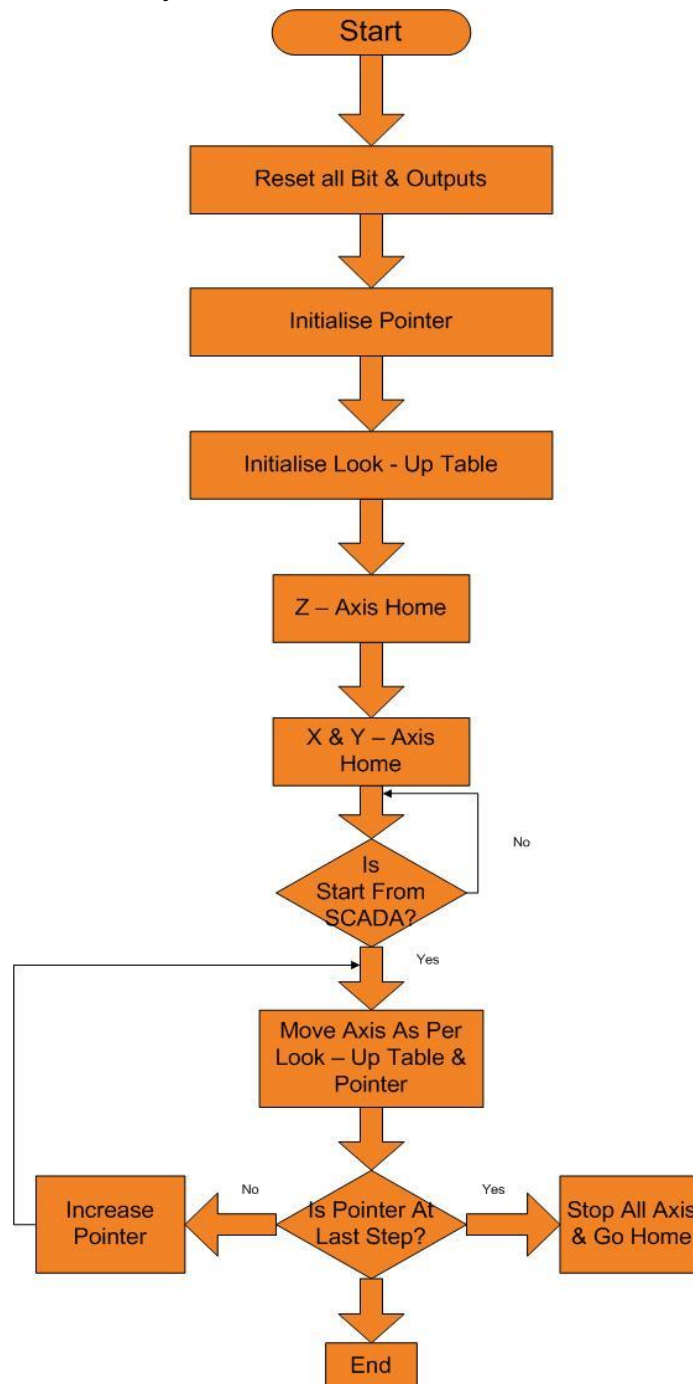 Start
Reset all Bit & Outputs
Initialise Pointer
Initialise Look - Up Table
Z – Axis Home
X & Y – Axis
Home
No
Is
Start From
SCADA?
Yes
Move Axis As Per
Look – Up Table &
Pointer
No
Yes
Increase
Pointer
Is Pointer At
Last Step?
Stop All Axis
& Go Home
End